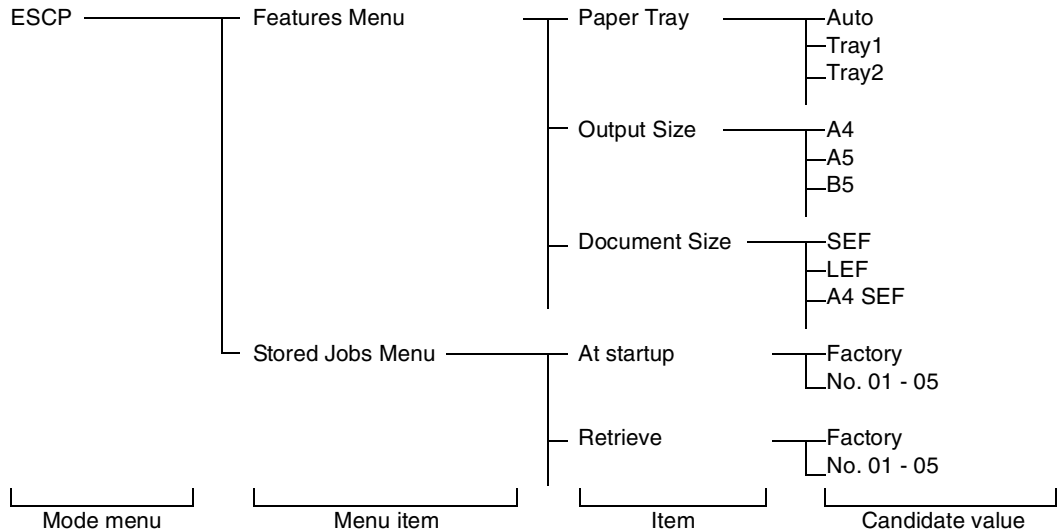 ESCP Features Menu Paper Tray Auto
Tray1
Tray2
Output Size A4
A5
B5
Document Size SEF
LEF
A4 SEF
Stored Jobs Menu At startup Factory
No. 01 - 05
Retrieve Factory
No. 01 - 05
Mode menu Menu item Item Candidate value